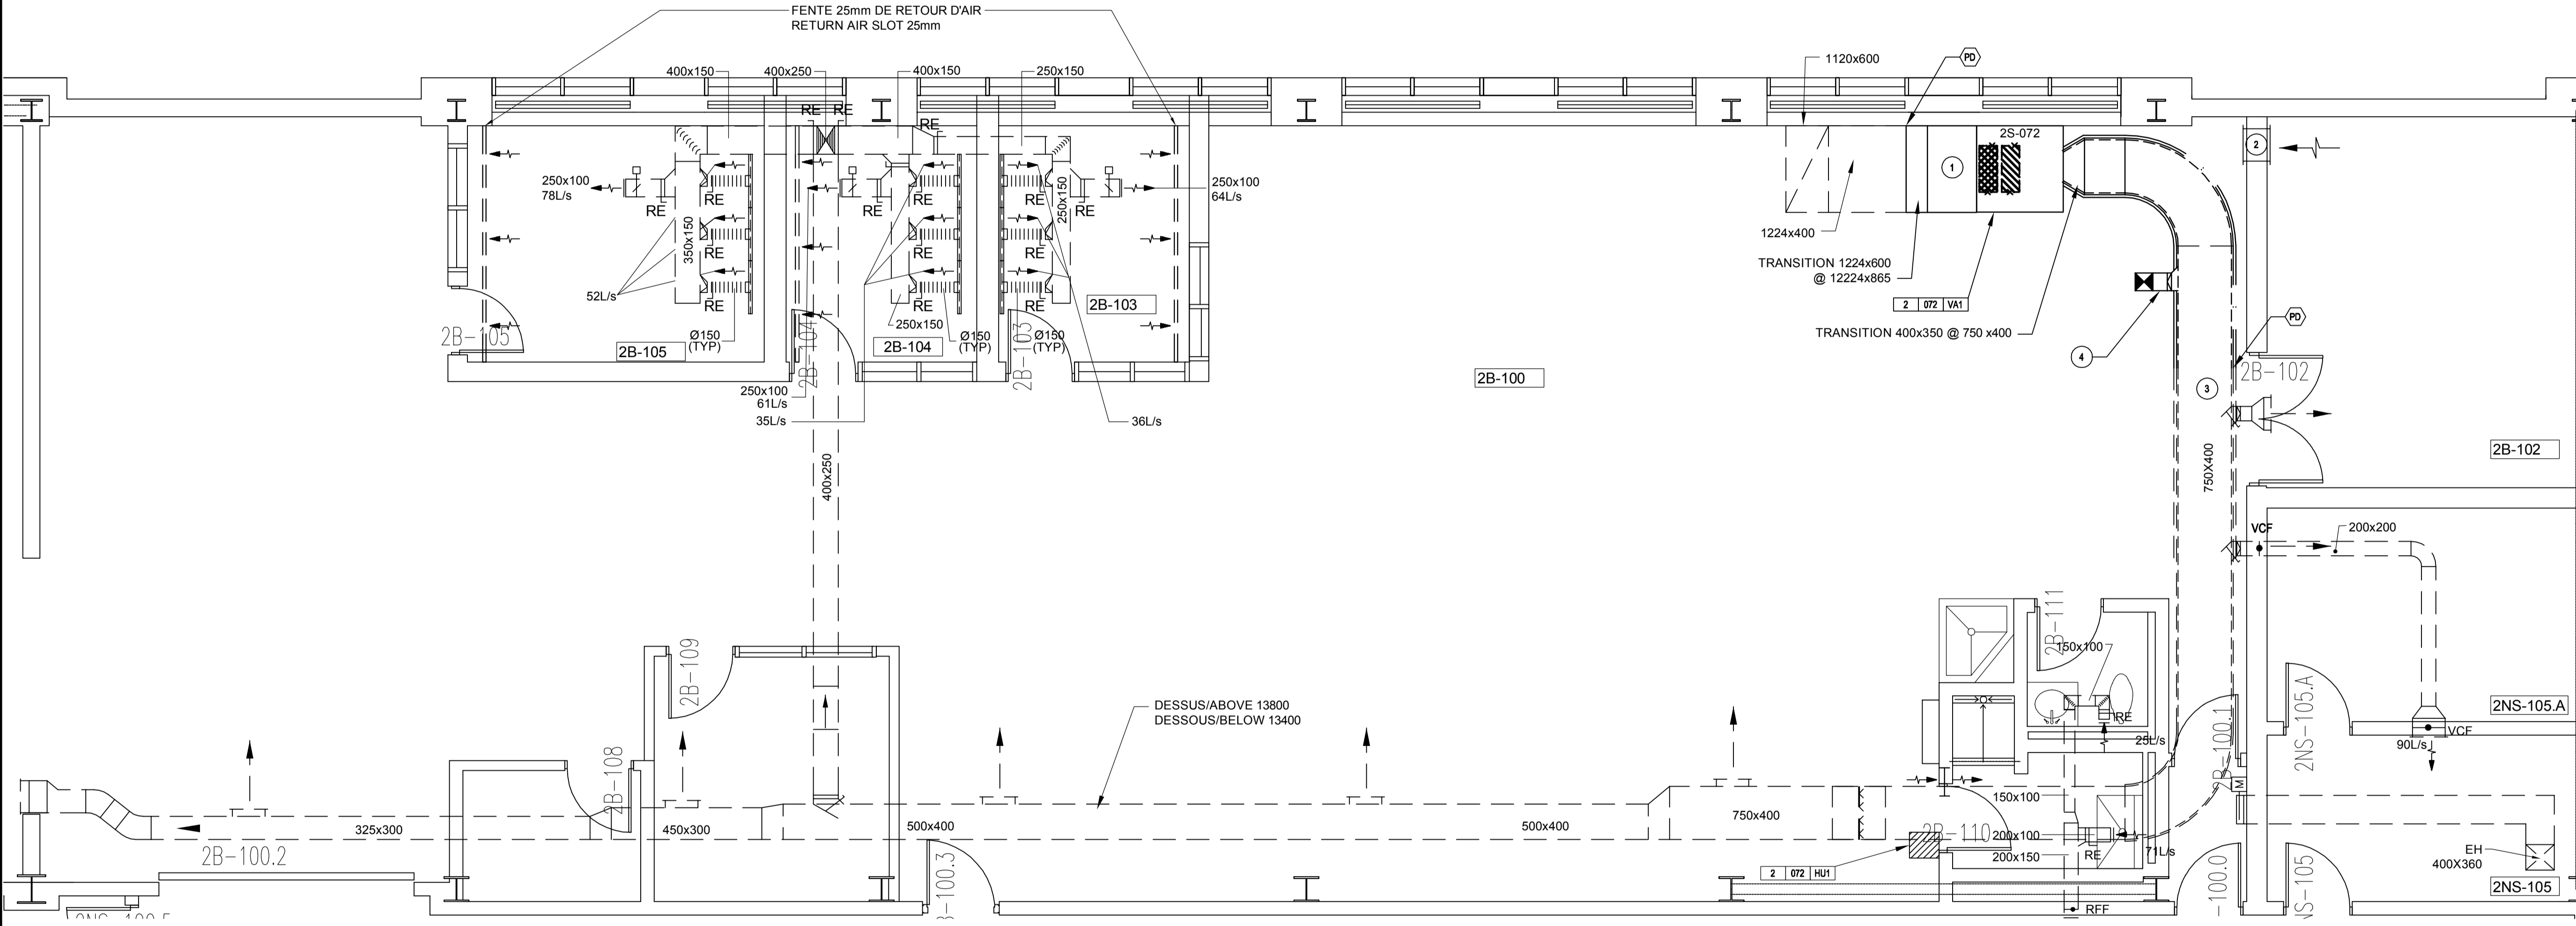 FENTE 25mm DE RETOUR D'AIR
RETURN AIR SLOT 25mm
1120x600
PD
400x150
400x250
400x150
250x150
RE
RE
RE
2S-072
1
2
250x100
78L/s
RE
RE
350x150
RE
RE
52L/s
2B-105
2B-105
Ø150
(TYP)
RE
RE
RE
RE
250x150
2B-104
2B-104
Ø150
(TYP)
250x150
RE
RE
RE
RE
250x100
64L/s
2B-103
2B-103
Ø150
(TYP)
1224x400
TRANSITION 1224x600
@ 12224x865
2 072 VA1
TRANSITION 400x350 @ 750 x400
4
PD
3
2B-102
2B-102
250x100
61L/s
35L/s
36L/s
2B-100
400x250
750X400
VCF
200x200
2B-109
2B-111
150x100
DESSUS/ABOVE 13800
DESSOUS/BELOW 13400
RE
25L/s
2B-100.1
2NS-105.A
2NS-105.A
VCF
90L/s
2B-108
325x300
450x300
500x400
500x400
750x400
150x100
M
2B-110
200x100
200x150
RE
71L/s
2B-100.2
2B-100.3
2 072 HU1
EH
400X360
2NS-105
2NS-105
-100.0
RFF